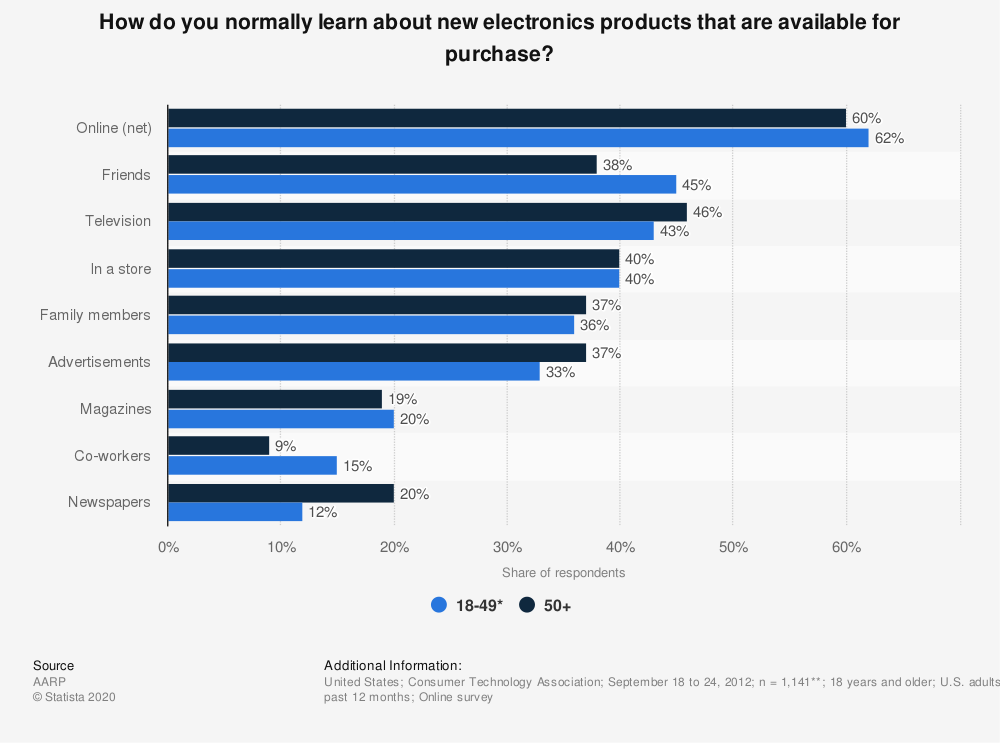 How do you normally learn about new electronics products that are available for
purchase?
Online (net)
60%
62%
Friends
38%
45%
Television
46%
43%
In a store
40%
40%
Family members
37%
36%
Advertisements
37%
33%
Magazines
19%
20%
Co-workers
9%
15%
Newspapers
20%
12%
0% 10% 20% 30% 40% 50% 60%
Share of respondents
18-49* 50+
Source
AARP
© Statista 2020
Additional Information:
United States; Consumer Technology Association; September 18 to 24, 2012; n = 1,141**; 18 years and older; U.S. adults
past 12 months; Online survey